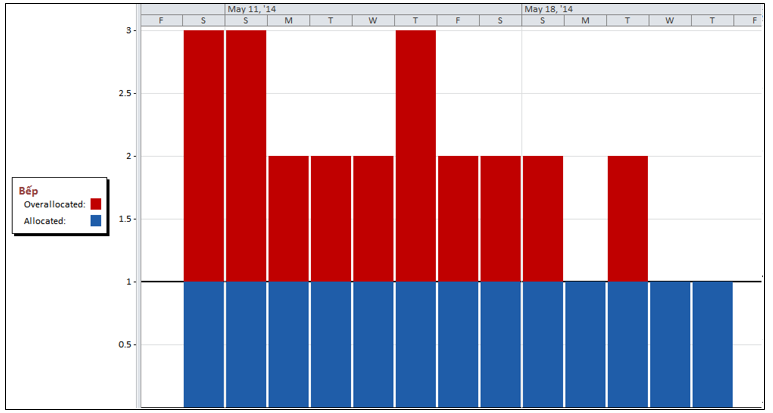 May 11, '14 May 18, '14
F S S M T W T F S S M T W T F
3
2.5
2
1.5
1
0.5
Bếp
Overallocated:
Allocated: